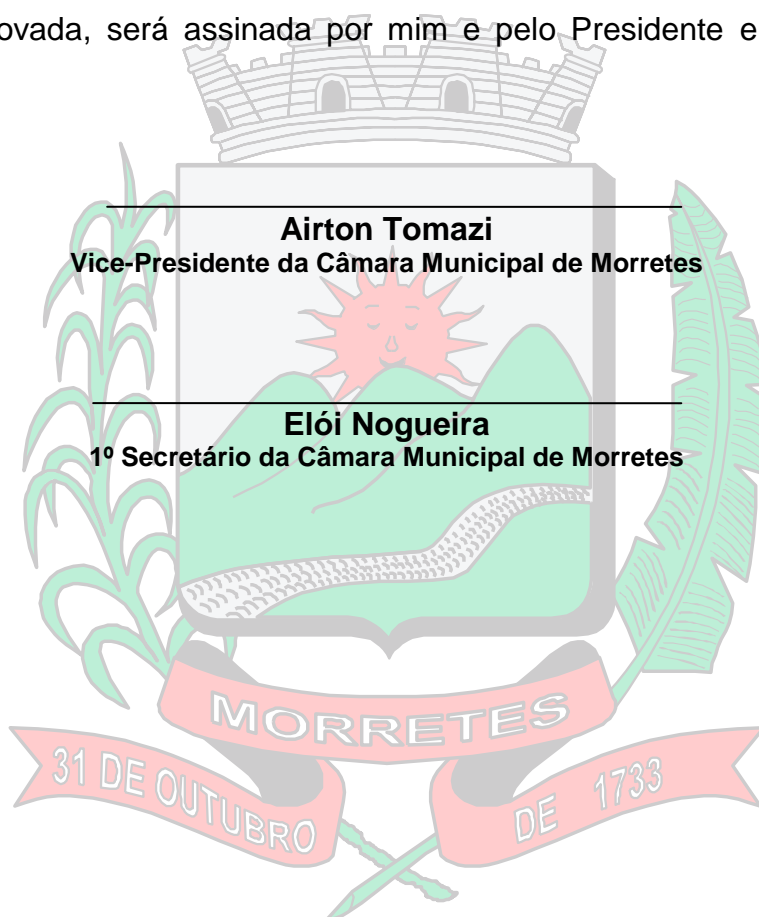 será assinada por mim e pelo Presidente e
Airton Tomazi
Vice-Presidente da Câmara Municipal de Morretes
Elói Nogueira
1º Secretário da Câmara Municipal de Morretes
MORRETES
31 DE OUTUBRO DE 1733